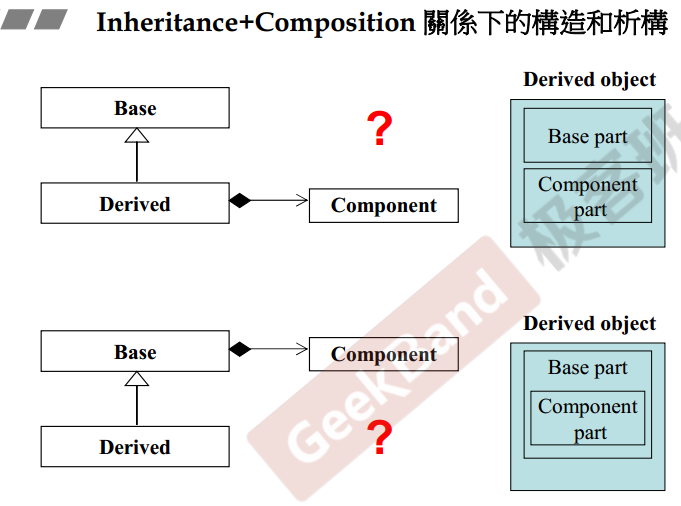 Inheritance+Composition 關係下的構造和析構
Derived object
Base
?
Base part
Component
part
Derived
Component
極客班
GeekBand
Derived object
Base
Component
Base part
Component
part
Derived
?